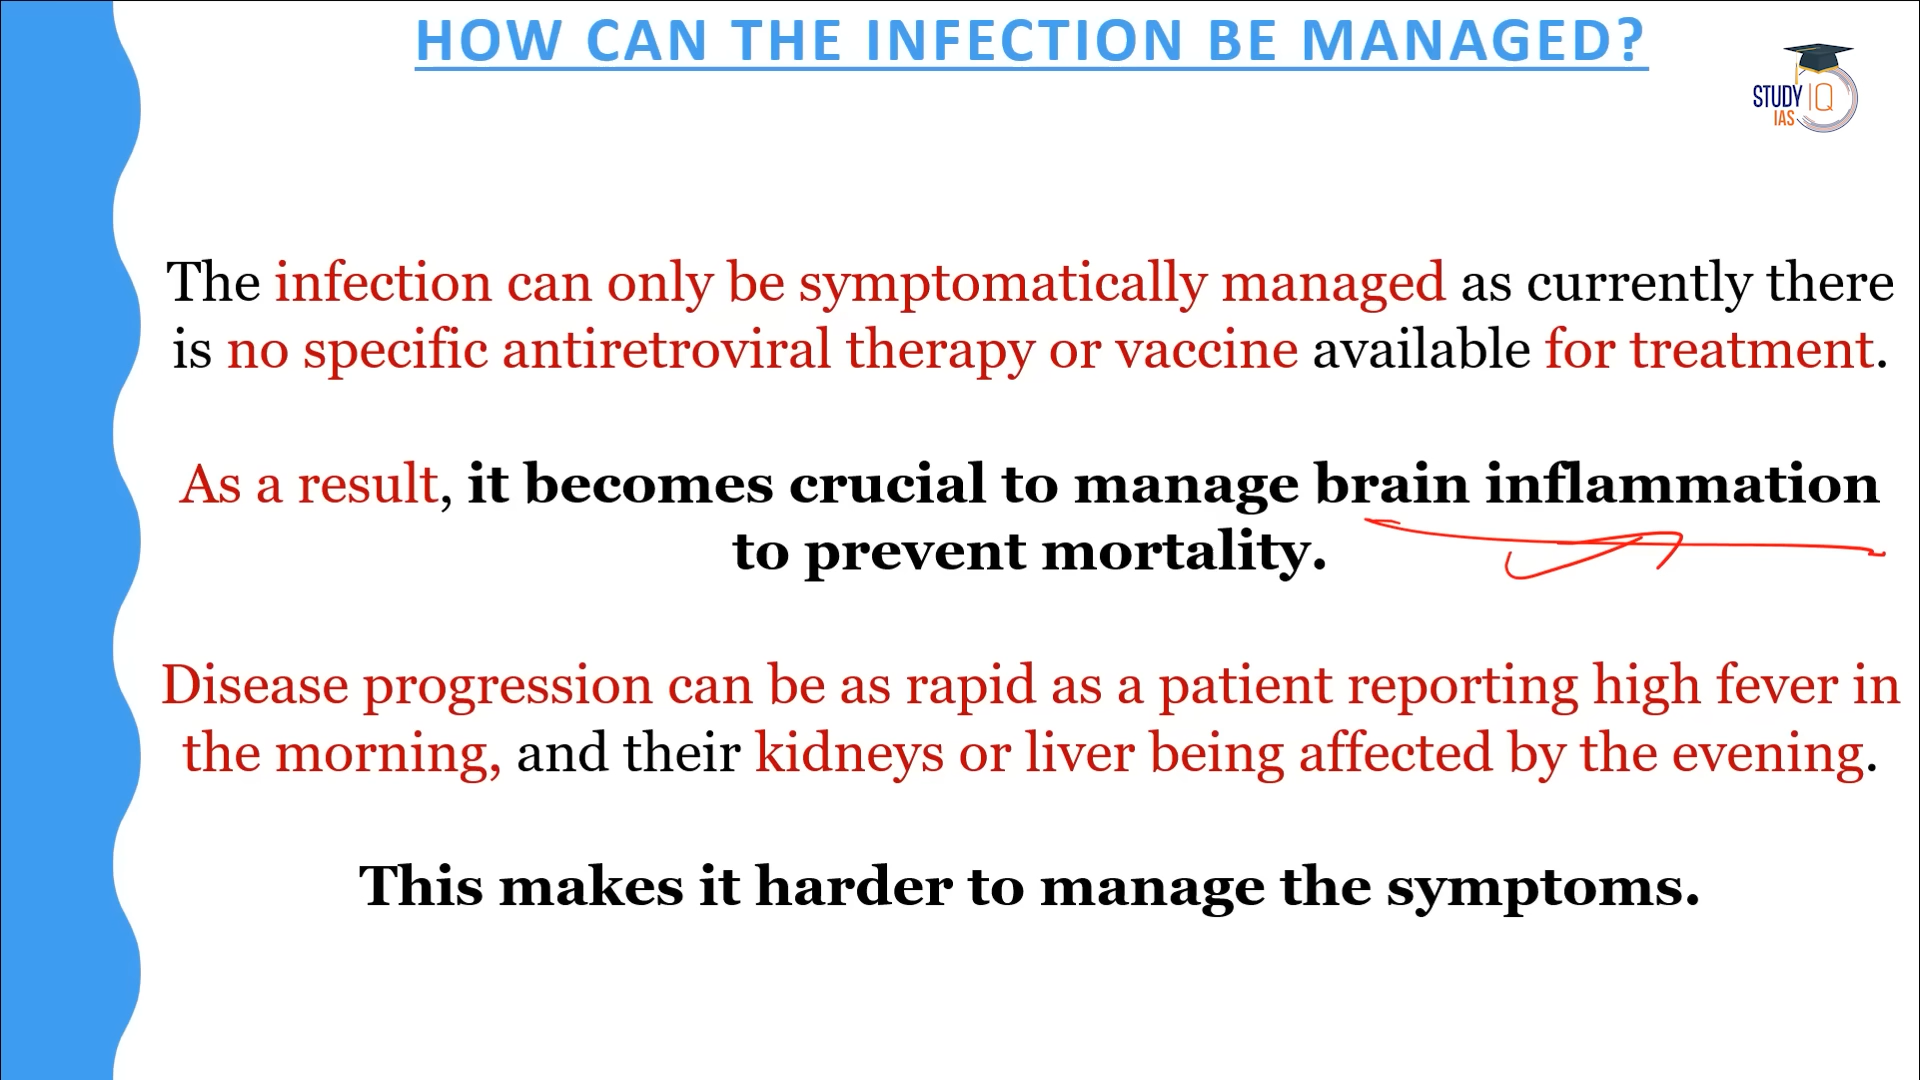 HOW CAN THE INFECTION BE MANAGED?
STUDY IQ
IAS
The infection can only be symptomatically managed as currently there
is no specific antiretroviral therapy or vaccine available for treatment.
As a result, it becomes crucial to manage brain inflammation
to prevent mortality.
Disease progression can be as rapid as a patient reporting high fever in
the morning, and their kidneys or liver being affected by the evening.
This makes it harder to manage the symptoms.